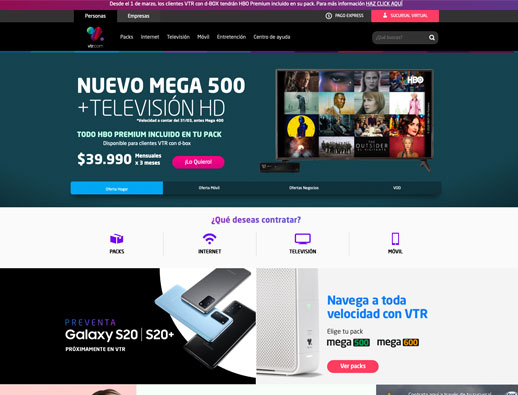 Desde el 1 de marzo, los clientes VTR con d-BOX tendrán HBO Premium incluido en su pack. Para más información HAZ CLICK AQUÍ
Personas
Empresas
PAGO EXPRESS
SUCURSAL VIRTUAL
vtr.com
Packs
Internet
Televisión
Móvil
Entretención
Centro de ayuda
¿Qué buscas?
NUEVO MEGA 500
+TELEVISIÓN HD
*Velocidad a contar del 31/03, antes Mega 400
TODO HBO PREMIUM INCLUIDO EN TU PACK
Disponible para clientes VTR con d-box
$39.990 Mensuales x 3 meses
¡Lo Quiero!
HBO
THE OUTSIDER
Oferta Hogar
Oferta Móvil
Ofertas Negocios
VOD
¿Qué deseas contratar?
PACKS
INTERNET
TELEVISIÓN
MÓVIL
PREVENTA
Galaxy S20 | S20+
PRÓXIMAMENTE EN VTR
Navega a toda
velocidad con VTR
Elige tu pack
mega 500
mega 600
Ver packs